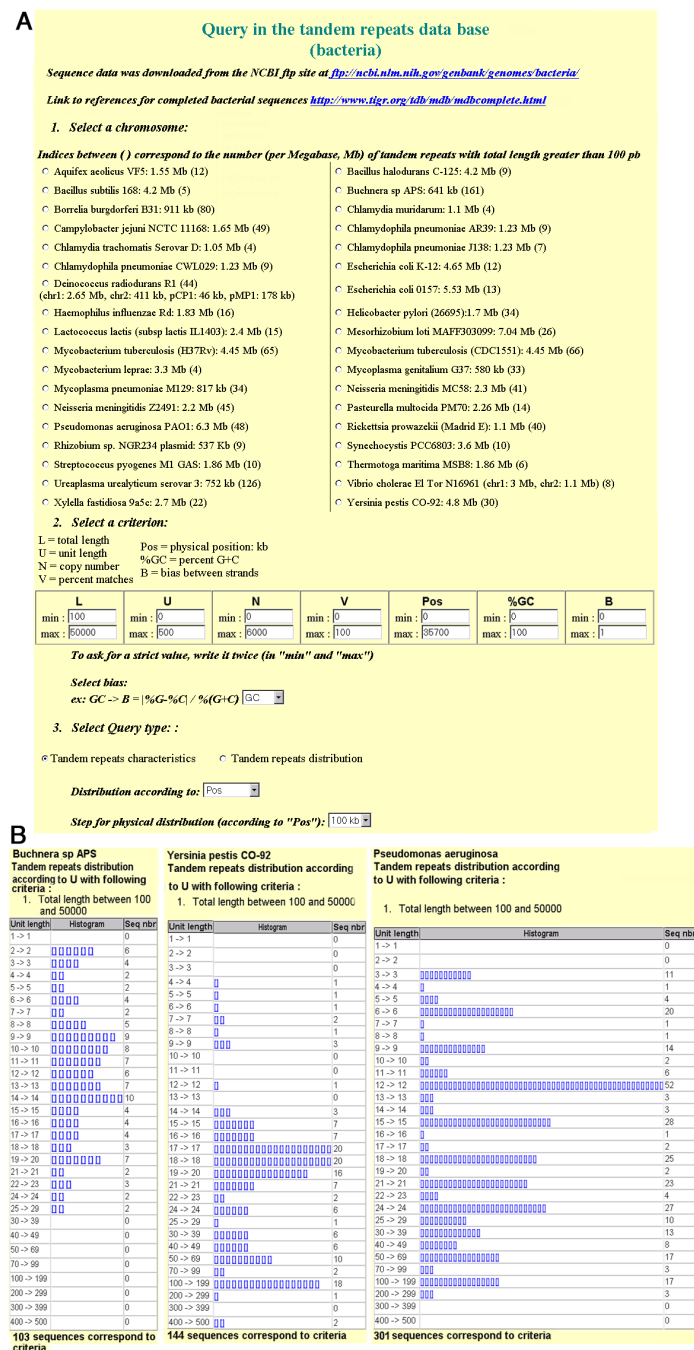 A
Query in the tandem repeats data base
(bacteria)
Sequence data was downloaded from the NCBI ftp site at ftp://ncbi.nlm.nih.gov/genbank/genomes/bacteria/
Link to references for completed bacterial sequences http://www.tigr.org/tdb/mdb/mdbcomplete.html
1. Select a chromosome:
Indices between ( ) correspond to the number (per Megabase, Mb) of tandem repeats with total length greater than 100 pb
Aquifex aeolicus VF5: 1.55 Mb (12)
Bacillus halodurans C-125: 4.2 Mb (9)
Bacillus subtilis 168: 4.2 Mb (5)
Buchnera sp APS: 641 kb (161)
Borrelia burgdorferi B31: 911 kb (80)
Chlamydia muridarum: 1.1 Mb (4)
Campylobacter jejuni NCTC 11168: 1.65 Mb (49)
Chlamydophila pneumoniae AR39: 1.23 Mb (9)
Chlamydia trachomatis Serovar D: 1.05 Mb (4)
Chlamydophila pneumoniae J138: 1.23 Mb (7)
Chlamydophila pneumoniae CWL029: 1.23 Mb (9)
Escherichia coli K-12: 4.65 Mb (12)
Deinococcus radiodurans R1 (44)
(chr1: 2.65 Mb, chr2: 411 kb, pCP1: 46 kb, pMP1: 178 kb)
Escherichia coli 0157: 5.53 Mb (13)
Haemophilus influenzae Rd: 1.83 Mb (16)
Helicobacter pylori (26695):1.7 Mb (34)
Lactococcus lactis (subsp lactis IL1403): 2.4 Mb (15)
Mesorhizobium loti MAFF303099: 7.04 Mb (26)
Mycobacterium tuberculosis (H37Rv): 4.45 Mb (65)
Mycobacterium tuberculosis (CDC1551): 4.45 Mb (66)
Mycobacterium leprae: 3.3 Mb (4)
Mycoplasma genitalium G37: 580 kb (33)
Mycoplasma pneumoniae M129: 817 kb (34)
Neisseria meningitidis MC58: 2.3 Mb (41)
Neisseria meningitidis Z2491: 2.2 Mb (45)
Pasteurella multocida PM70: 2.26 Mb (14)
Pseudomonas aeruginosa PAO1: 6.3 Mb (48)
Rickettsia prowazekii (Madrid E): 1.1 Mb (40)
Rhizobium sp. NGR234 plasmid: 537 Kb (9)
Synechocystis PCC6803: 3.6 Mb (10)
Streptococcus pyogenes M1 GAS: 1.86 Mb (10)
Thermotoga maritima MSB8: 1.86 Mb (6)
Ureaplasma urealyticum serovar 3: 752 kb (126)
Vibrio cholerae El Tor N16961 (chr1: 3 Mb, chr2: 1.1 Mb) (8)
Xylella fastidiosa 9a5c: 2.7 Mb (22)
Yersinia pestis CO-92: 4.8 Mb (30)
2. Select a criterion:
L = total length
U = unit length
N = copy number
V = percent matches
Pos = physical position: kb
%GC = percent G+C
B = bias between strands
L U N V Pos %GC B
min : 100 min : 0 min : 0 min : 0 min : 0 min : 0 min : 0
max : 50000 max : 500 max : 6000 max : 100 max : 35700 max : 100 max : 1
To ask for a strict value, write it twice (in "min" and "max")
Select bias:
ex: GC -> B = |%G-%C| / %(G+C) GC
3. Select Query type: :
Tandem repeats characteristics Tandem repeats distribution
Distribution according to: Pos
Step for physical distribution (according to "Pos"): 100 kb
B
Buchnera sp APS
Tandem repeats distribution
according to U with following
criteria :
1. Total length between 100
and 50000
Unit length Histogram Seq nbr
1 -> 1 0
2 -> 2 6
3 -> 3 4
4 -> 4 2
5 -> 5 2
6 -> 6 4
7 -> 7 2
8 -> 8 5
9 -> 9 9
10 -> 10 8
11 -> 11 7
12 -> 12 6
13 -> 13 7
14 -> 14 10
15 -> 15 4
16 -> 16 4
17 -> 17 4
18 -> 18 3
19 -> 20 7
21 -> 21 2
22 -> 23 3
24 -> 24 2
25 -> 29 2
30 -> 39 0
40 -> 49 0
50 -> 69 0
70 -> 99 0
100 -> 199 0
200 -> 299 0
300 -> 399 0
400 -> 500 0
103 sequences correspond to
criteria
Yersinia pestis CO-92
Tandem repeats distribution according
to U with following criteria :
1. Total length between 100 and 50000
Unit length Histogram Seq nbr
1 -> 1 0
2 -> 2 0
3 -> 3 0
4 -> 4 1
5 -> 5 1
6 -> 6 1
7 -> 7 2
8 -> 8 1
9 -> 9 3
10 -> 10 0
11 -> 11 0
12 -> 12 1
13 -> 13 0
14 -> 14 3
15 -> 15 7
16 -> 16 7
17 -> 17 20
18 -> 18 20
19 -> 20 16
21 -> 21 7
22 -> 23 2
24 -> 24 6
25 -> 29 1
30 -> 39 6
40 -> 49 6
50 -> 69 10
70 -> 99 2
100 -> 199 18
200 -> 299 1
300 -> 399 0
400 -> 500 2
144 sequences correspond to criteria
Pseudomonas aeruginosa
Tandem repeats distribution according
to U with following criteria :
1. Total length between 100 and 50000
Unit length Histogram Seq nbr
1 -> 1 0
2 -> 2 0
3 -> 3 11
4 -> 4 1
5 -> 5 4
6 -> 6 20
7 -> 7 1
8 -> 8 1
9 -> 9 14
10 -> 10 2
11 -> 11 6
12 -> 12 52
13 -> 13 3
14 -> 14 3
15 -> 15 28
16 -> 16 1
17 -> 17 2
18 -> 18 25
19 -> 20 2
21 -> 21 23
22 -> 23 4
24 -> 24 27
25 -> 29 10
30 -> 39 13
40 -> 49 8
50 -> 69 17
70 -> 99 3
100 -> 199 17
200 -> 299 3
300 -> 399 0
400 -> 500 0
301 sequences correspond to criteria